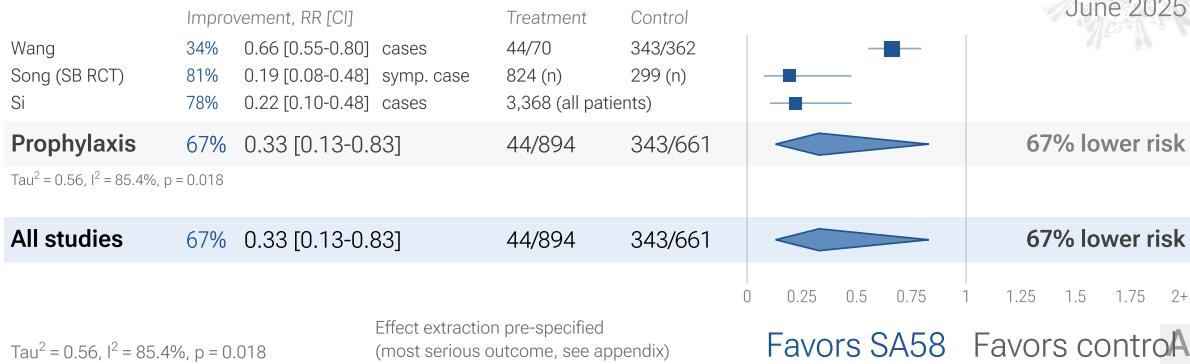 June 2025
Improvement, RR [CI] Treatment Control
Wang 34% 0.66 [0.55-0.80] cases 44/70 343/362
Song (SB RCT) 81% 0.19 [0.08-0.48] symp. case 824 (n) 299 (n)
Si 78% 0.22 [0.10-0.48] cases 3,368 (all patients)
Prophylaxis 67% 0.33 [0.13-0.83] 44/894 343/661 67% lower risk
Tau² = 0.56, I² = 85.4%, p = 0.018
All studies 67% 0.33 [0.13-0.83] 44/894 343/661 67% lower risk
0 0.25 0.5 0.75 1 1.25 1.5 1.75 2+
Effect extraction pre-specified
Tau² = 0.56, I² = 85.4%, p = 0.018 (most serious outcome, see appendix) Favors SA58 Favors control
A